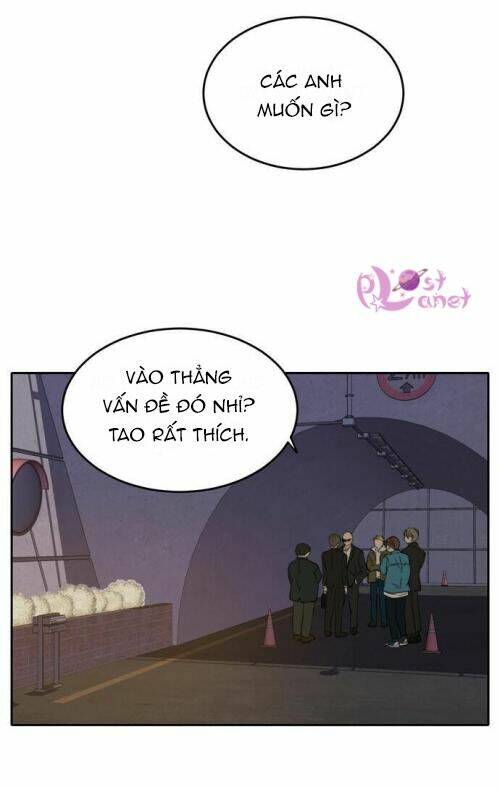 CÁC ANH
MUỐN GÌ?
Lost
Planet
VÀO THẲNG
VẤN ĐỀ ĐÓ NHỈ?
TAO RẤT THÍCH.